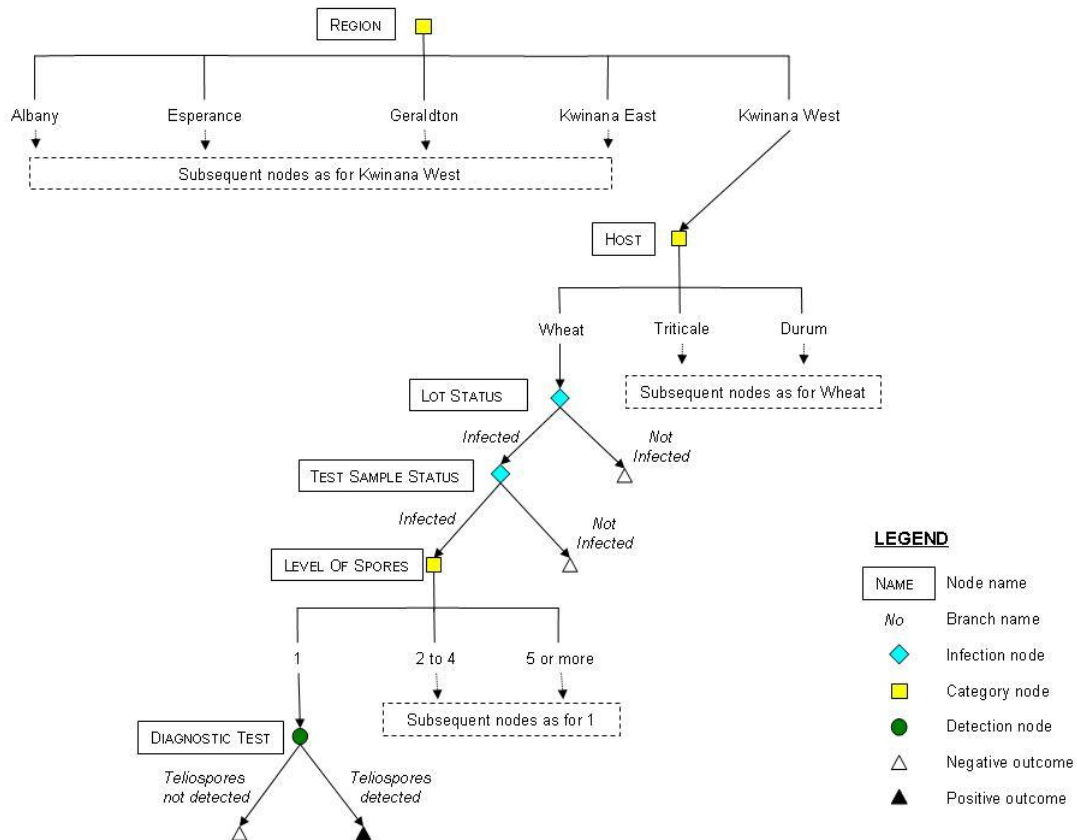 REGION
Albany
Esperance
Geraldton
Kwinana East
Kwinana West
Subsequent nodes as for Kwinana West
HOST
Wheat
Triticale
Durum
Subsequent nodes as for Wheat
LOT STATUS
Infected
Not
Infected
TEST SAMPLE STATUS
Infected
Not
Infected
LEVEL OF SPORES
1
2 to 4
5 or more
Subsequent nodes as for 1
DIAGNOSTIC TEST
Teliospores
not detected
Teliospores
detected
LEGEND
NAME
Node name
No
Branch name
Infection node
Category node
Detection node
Negative outcome
Positive outcome